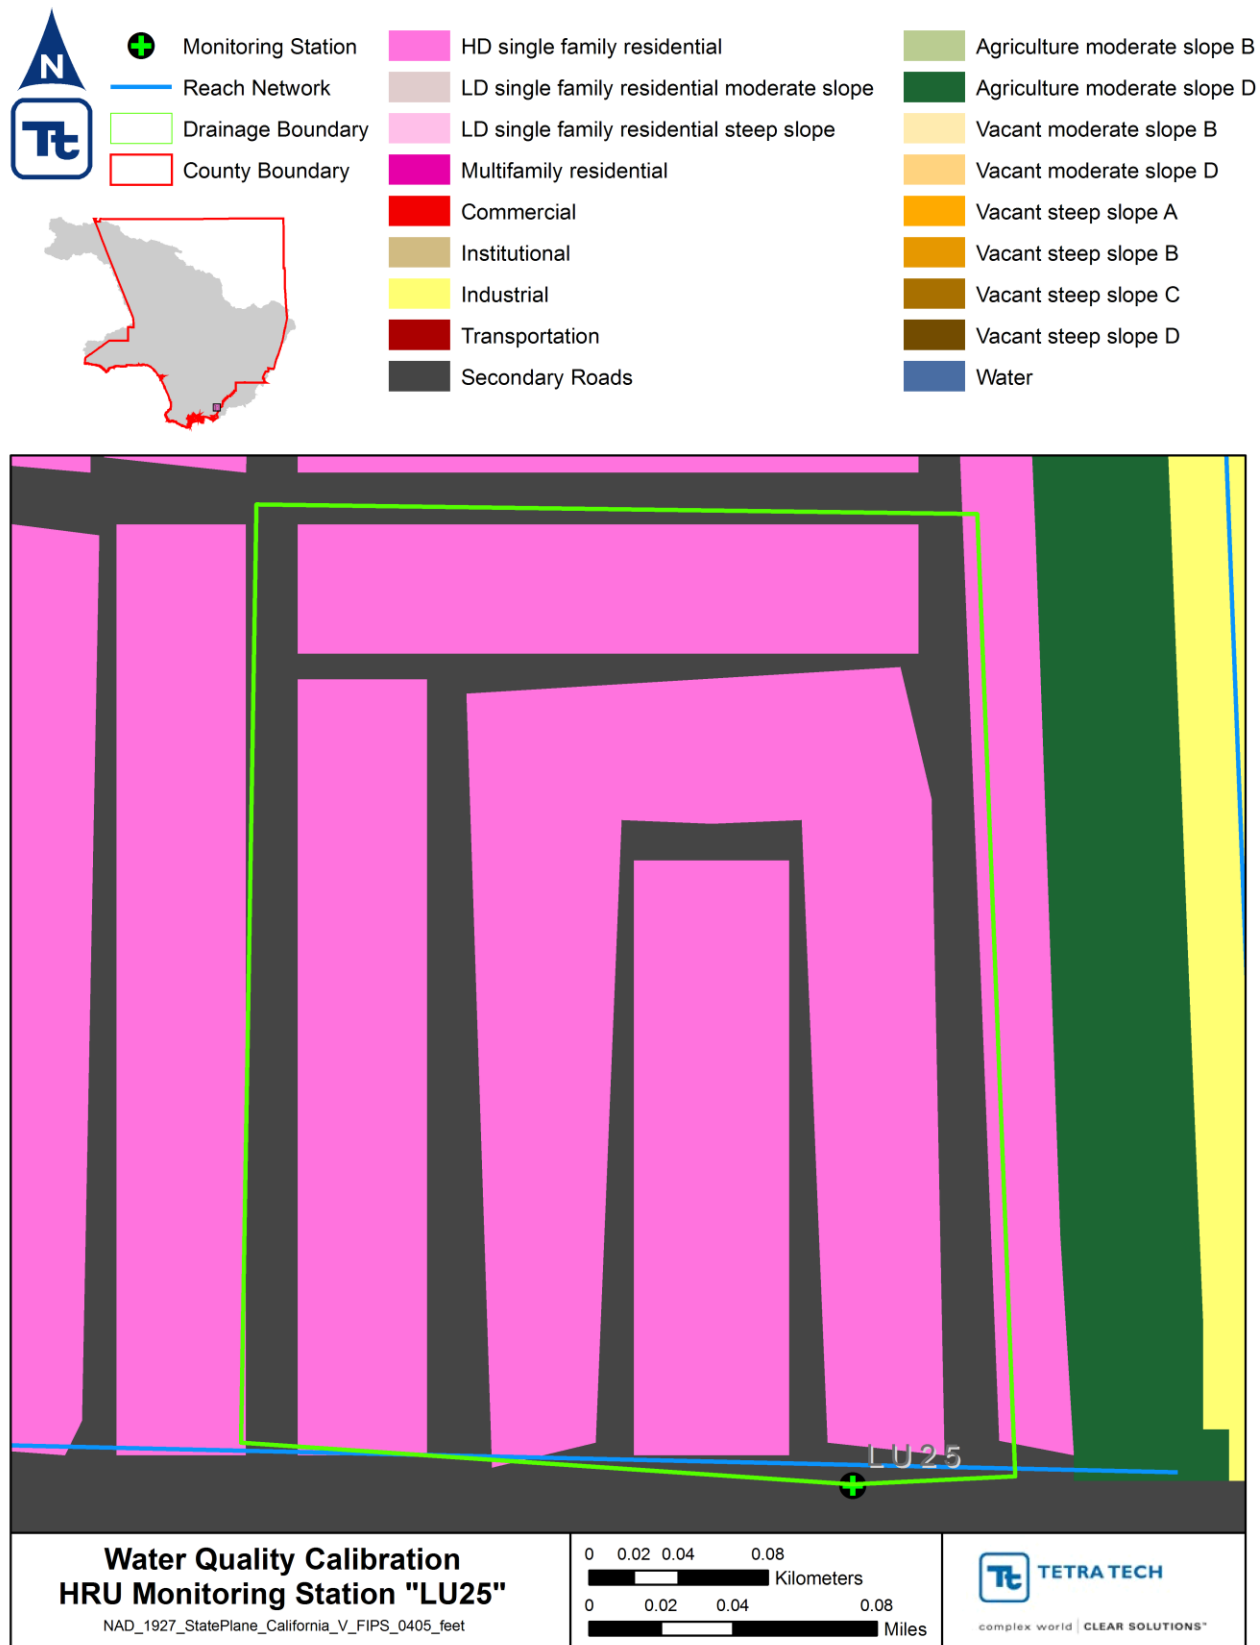 N
Tt
Monitoring Station
Reach Network
Drainage Boundary
County Boundary
HD single family residential
LD single family residential moderate slope
LD single family residential steep slope
Multifamily residential
Commercial
Institutional
Industrial
Transportation
Secondary Roads
Agriculture moderate slope B
Agriculture moderate slope D
Vacant moderate slope B
Vacant moderate slope D
Vacant steep slope A
Vacant steep slope B
Vacant steep slope C
Vacant steep slope D
Water
LU25
Water Quality Calibration
HRU Monitoring Station "LU25"
NAD_1927_StatePlane_California_V_FIPS_0405_feet
0 0.02 0.04 0.08
Kilometers
0 0.02 0.04 0.08
Miles
Tt TETRA TECH
complex world | CLEAR SOLUTIONS™